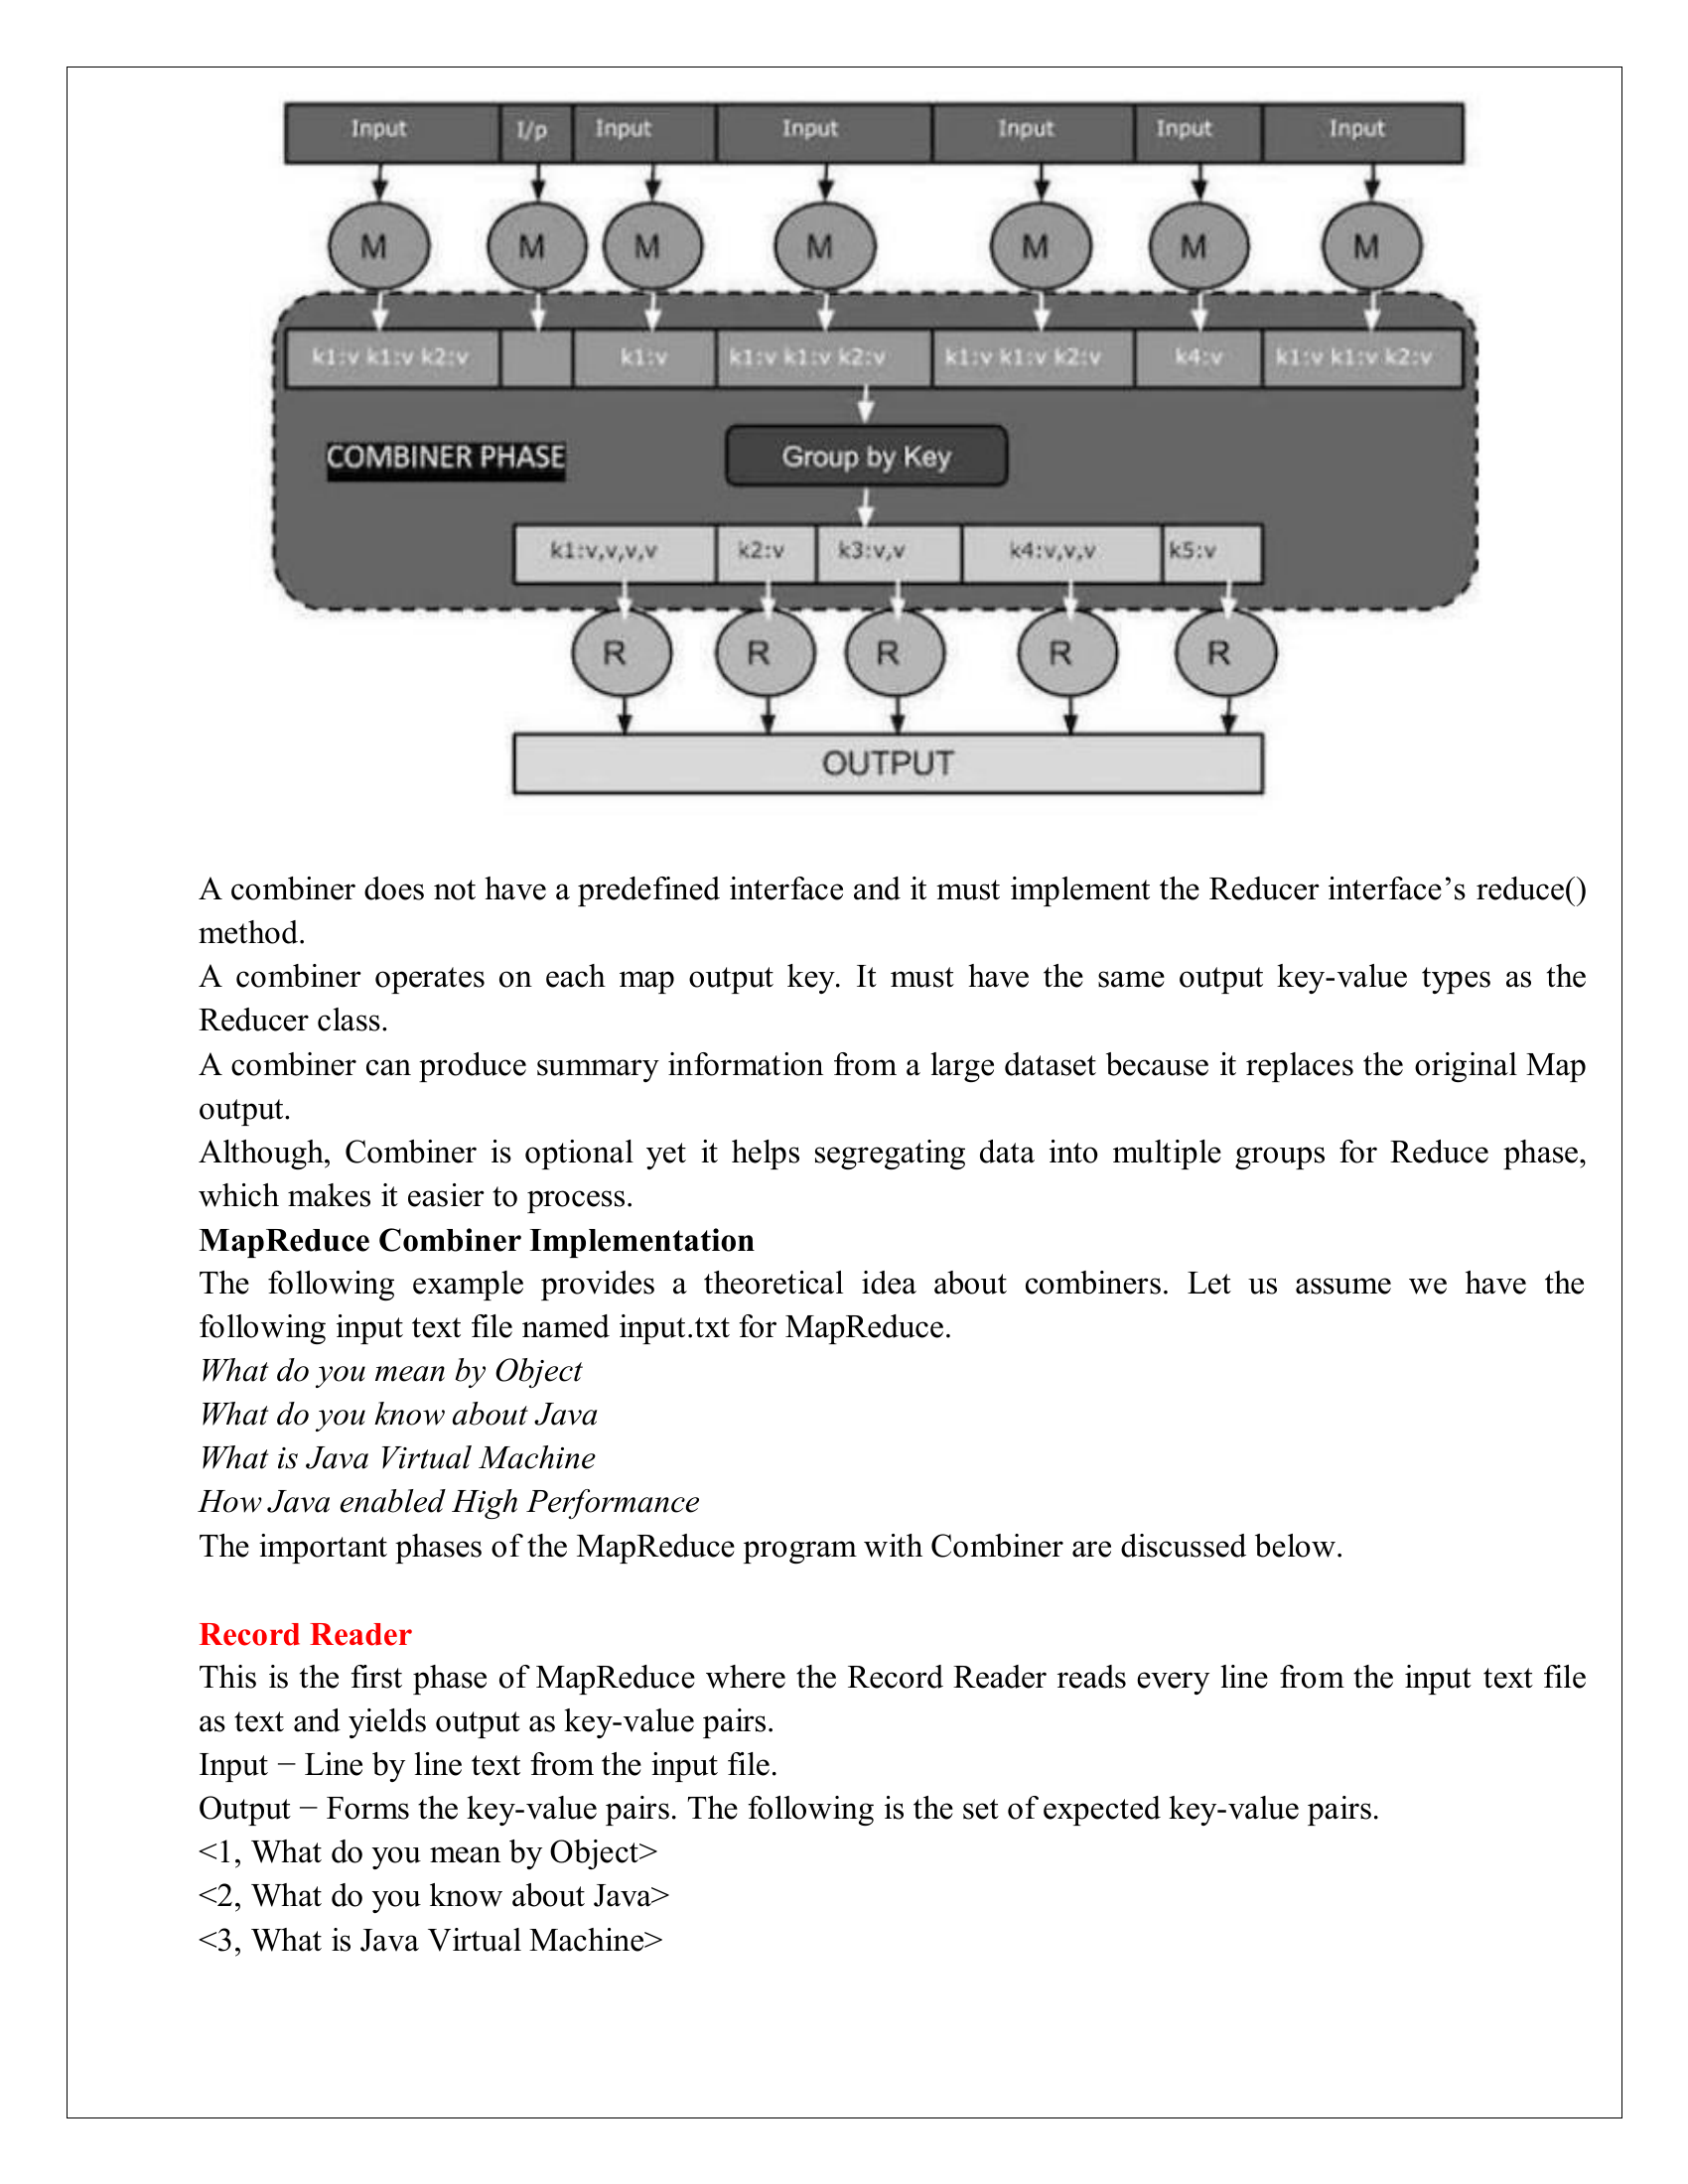 Input I/p Input Input Input Input Input
M M M M M M M
k1:v k1:v k2:v k1:v k1:v k1:v k2:v k1:v k1:v k2:v k4:v k1:v k1:v k2:v
COMBINER PHASE Group by Key
k1:v,v,v,v k2:v k3:v,v k4:v,v,v k5:v
R R R R R
OUTPUT
A combiner does not have a predefined interface and it must implement the Reducer interface’s reduce()
method.
A combiner operates on each map output key. It must have the same output key-value types as the
Reducer class.
A combiner can produce summary information from a large dataset because it replaces the original Map
output.
Although, Combiner is optional yet it helps segregating data into multiple groups for Reduce phase,
which makes it easier to process.
MapReduce Combiner Implementation
The following example provides a theoretical idea about combiners. Let us assume we have the
following input text file named input.txt for MapReduce.
What do you mean by Object
What do you know about Java
What is Java Virtual Machine
How Java enabled High Performance
The important phases of the MapReduce program with Combiner are discussed below.
Record Reader
This is the first phase of MapReduce where the Record Reader reads every line from the input text file
as text and yields output as key-value pairs.
Input − Line by line text from the input file.
Output − Forms the key-value pairs. The following is the set of expected key-value pairs.
<1, What do you mean by Object>
<2, What do you know about Java>
<3, What is Java Virtual Machine>